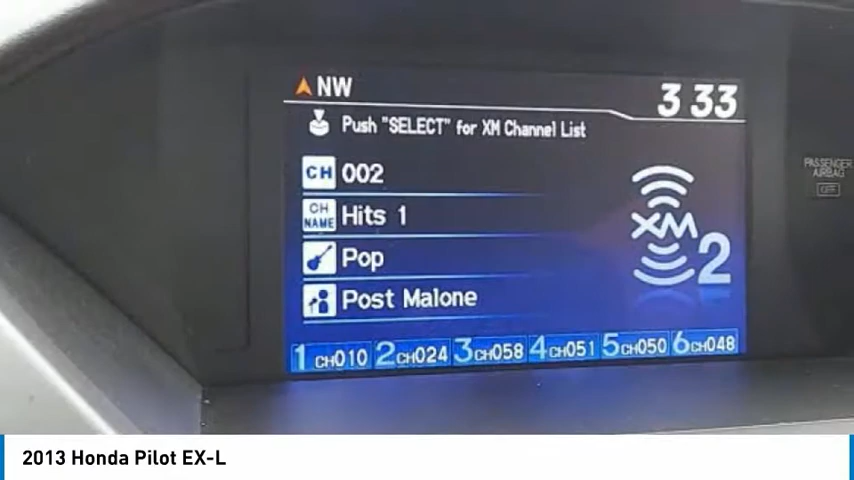 NW
3 33
Push "SELECT" for XM Channel List
CH 002
CH NAME Hits 1
Pop
Post Malone
XM 2
1 CH010 2 CH024 3 CH058 4 CH051 5 CH050 6 CH048
PASSENGER
AIRBAG
OFF
2013 Honda Pilot EX-L